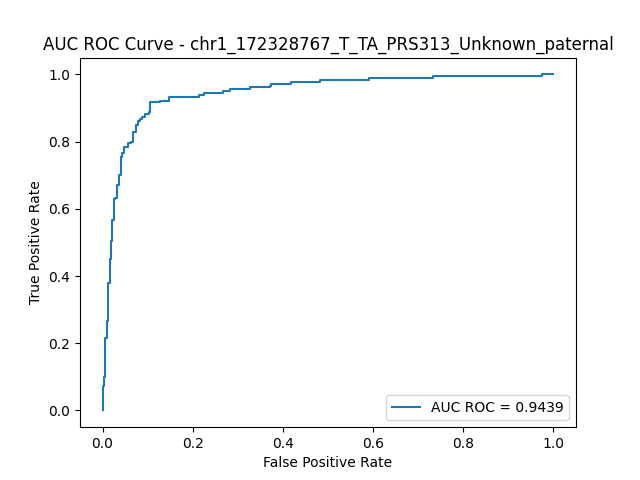 AUC ROC Curve - chr1_172328767_T_TA_PRS313_Unknown_paternal
1.0
0.8
0.6
0.4
0.2
0.0
True Positive Rate
AUC ROC = 0.9439
0.0 0.2 0.4 0.6 0.8 1.0
False Positive Rate